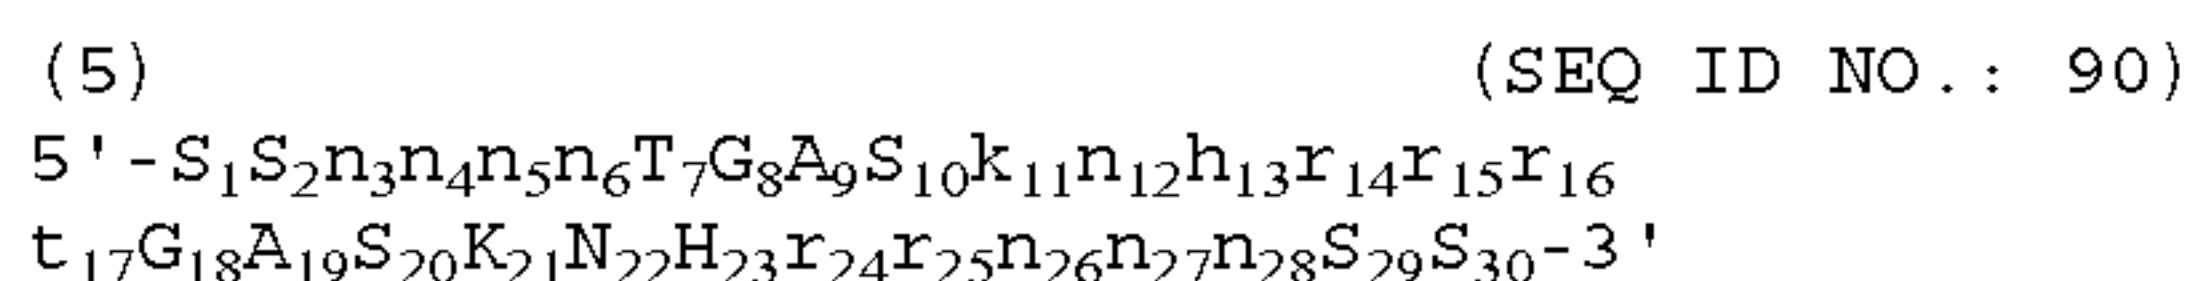 (5) (SEQ ID NO.: 90)
5'-S₁S₂n₃n₄n₅n₆T₇G₈A₉S₁₀k₁₁n₁₂h₁₃r₁₄r₁₅r₁₆
t₁₇G₁₈A₁₉S₂₀K₂₁N₂₂H₂₃r₂₄r₂₅n₂₆n₂₇n₂₈S₂₉S₃₀-3'